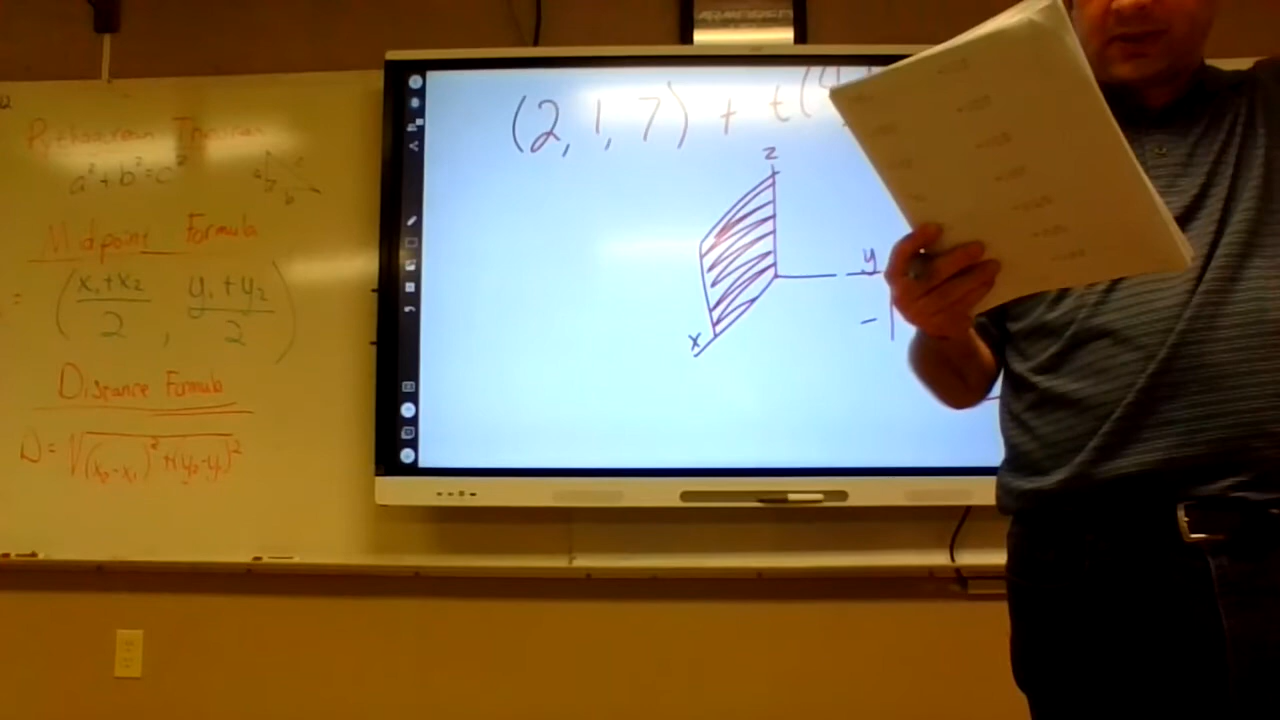 Pythagorean Theorem
a² + b² = c²
a
c
b
Midpoint Formula
= (x₁+x₂/2, y₁+y₂/2)
Distance Formula
D = √(x₂-x₁)² + (y₂-y₁)²
(2, 1, 7) + t(
z
y
x
-1